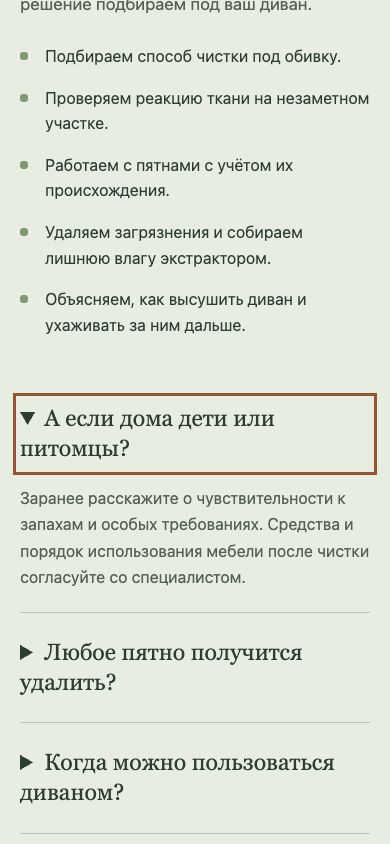 решение подбираем под ваш диван.
Подбираем способ чистки под обивку.
Проверяем реакцию ткани на незаметном
участке.
Работаем с пятнами с учётом их
происхождения.
Удаляем загрязнения и собираем
лишнюю влагу экстрактором.
Объясняем, как высушить диван и
ухаживать за ним дальше.
А если дома дети или
питомцы?
Заранее расскажите о чувствительности к
запахам и особых требованиях. Средства и
порядок использования мебели после чистки
согласуйте со специалистом.
Любое пятно получится
удалить?
Когда можно пользоваться
диваном?